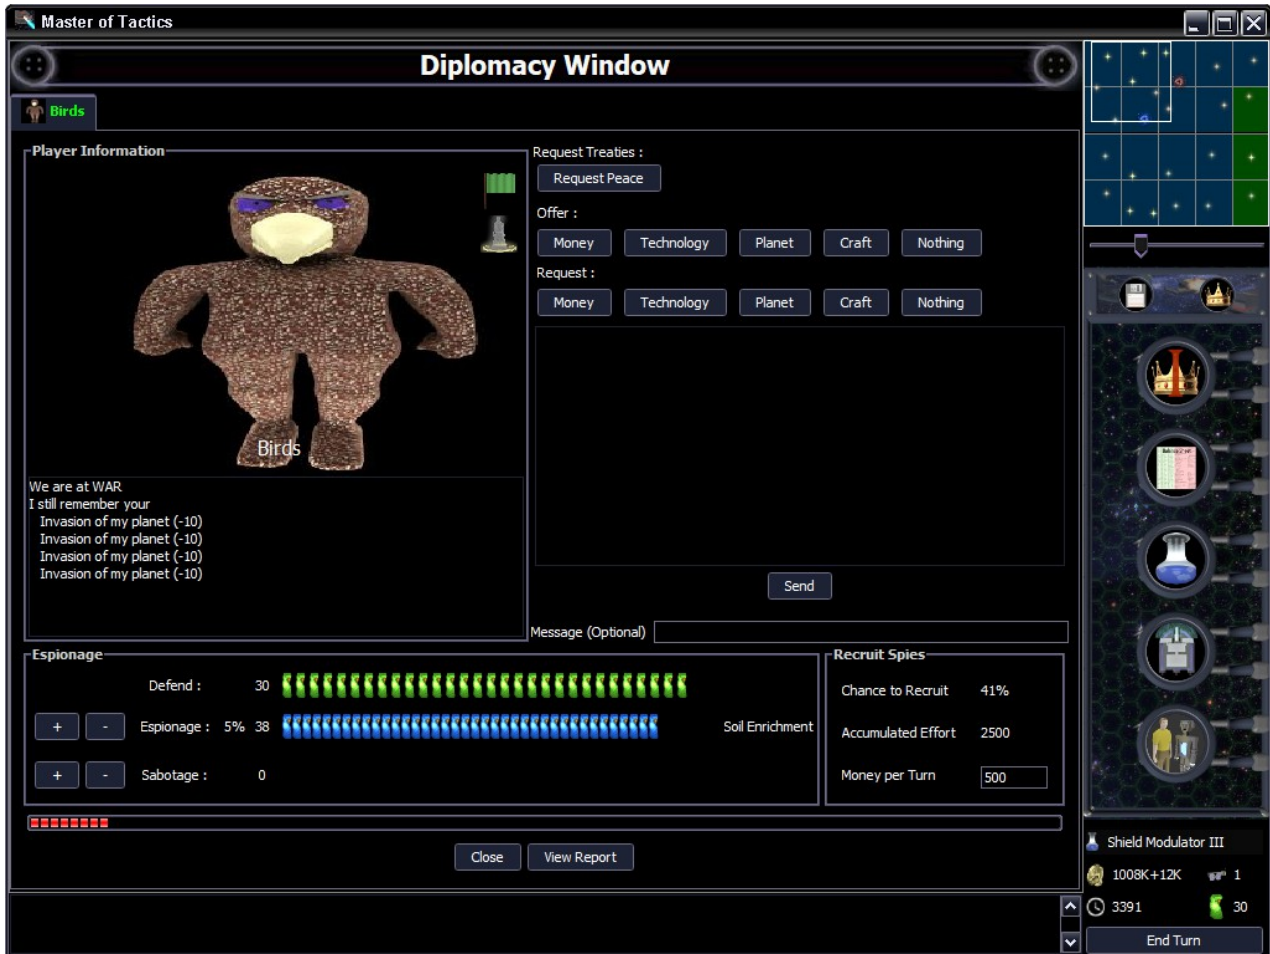 Master of Tactics
Diplomacy Window
Birds
Player Information
Birds
We are at WAR
I still remember your
Invasion of my planet (-10)
Invasion of my planet (-10)
Invasion of my planet (-10)
Invasion of my planet (-10)
Request Treaties :
Request Peace
Offer :
Money Technology Planet Craft Nothing
Request :
Money Technology Planet Craft Nothing
Send
Message (Optional)
Espionage
Defend : 30
+ - Espionage : 5% 38 Soil Enrichment
+ - Sabotage : 0
Recruit Spies
Chance to Recruit 41%
Accumulated Effort 2500
Money per Turn 500
Close View Report
Shield Modulator III
1008K+12K 1
3391 30
End Turn